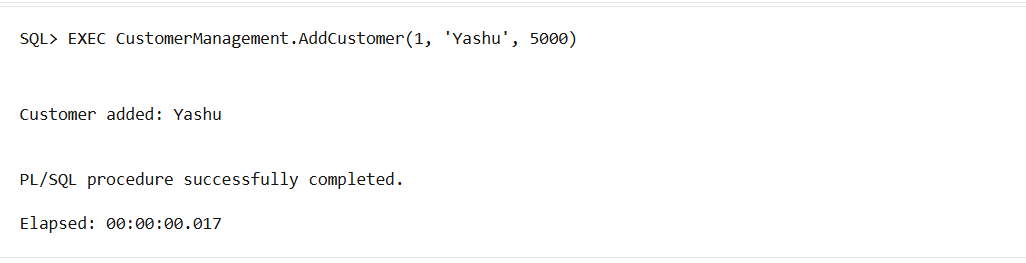 SQL> EXEC CustomerManagement.AddCustomer(1, 'Yashu', 5000)
Customer added: Yashu
PL/SQL procedure successfully completed.
Elapsed: 00:00:00.017